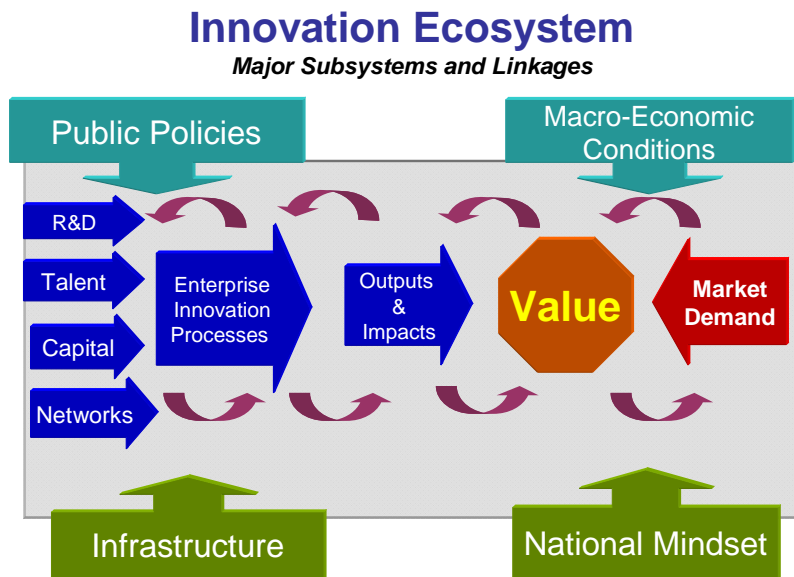 Innovation Ecosystem
Major Subsystems and Linkages
Public Policies
Macro-Economic
Conditions
R&D
Talent
Capital
Networks
Enterprise
Innovation
Processes
Outputs
&
Impacts
Value
Market
Demand
Infrastructure
National Mindset